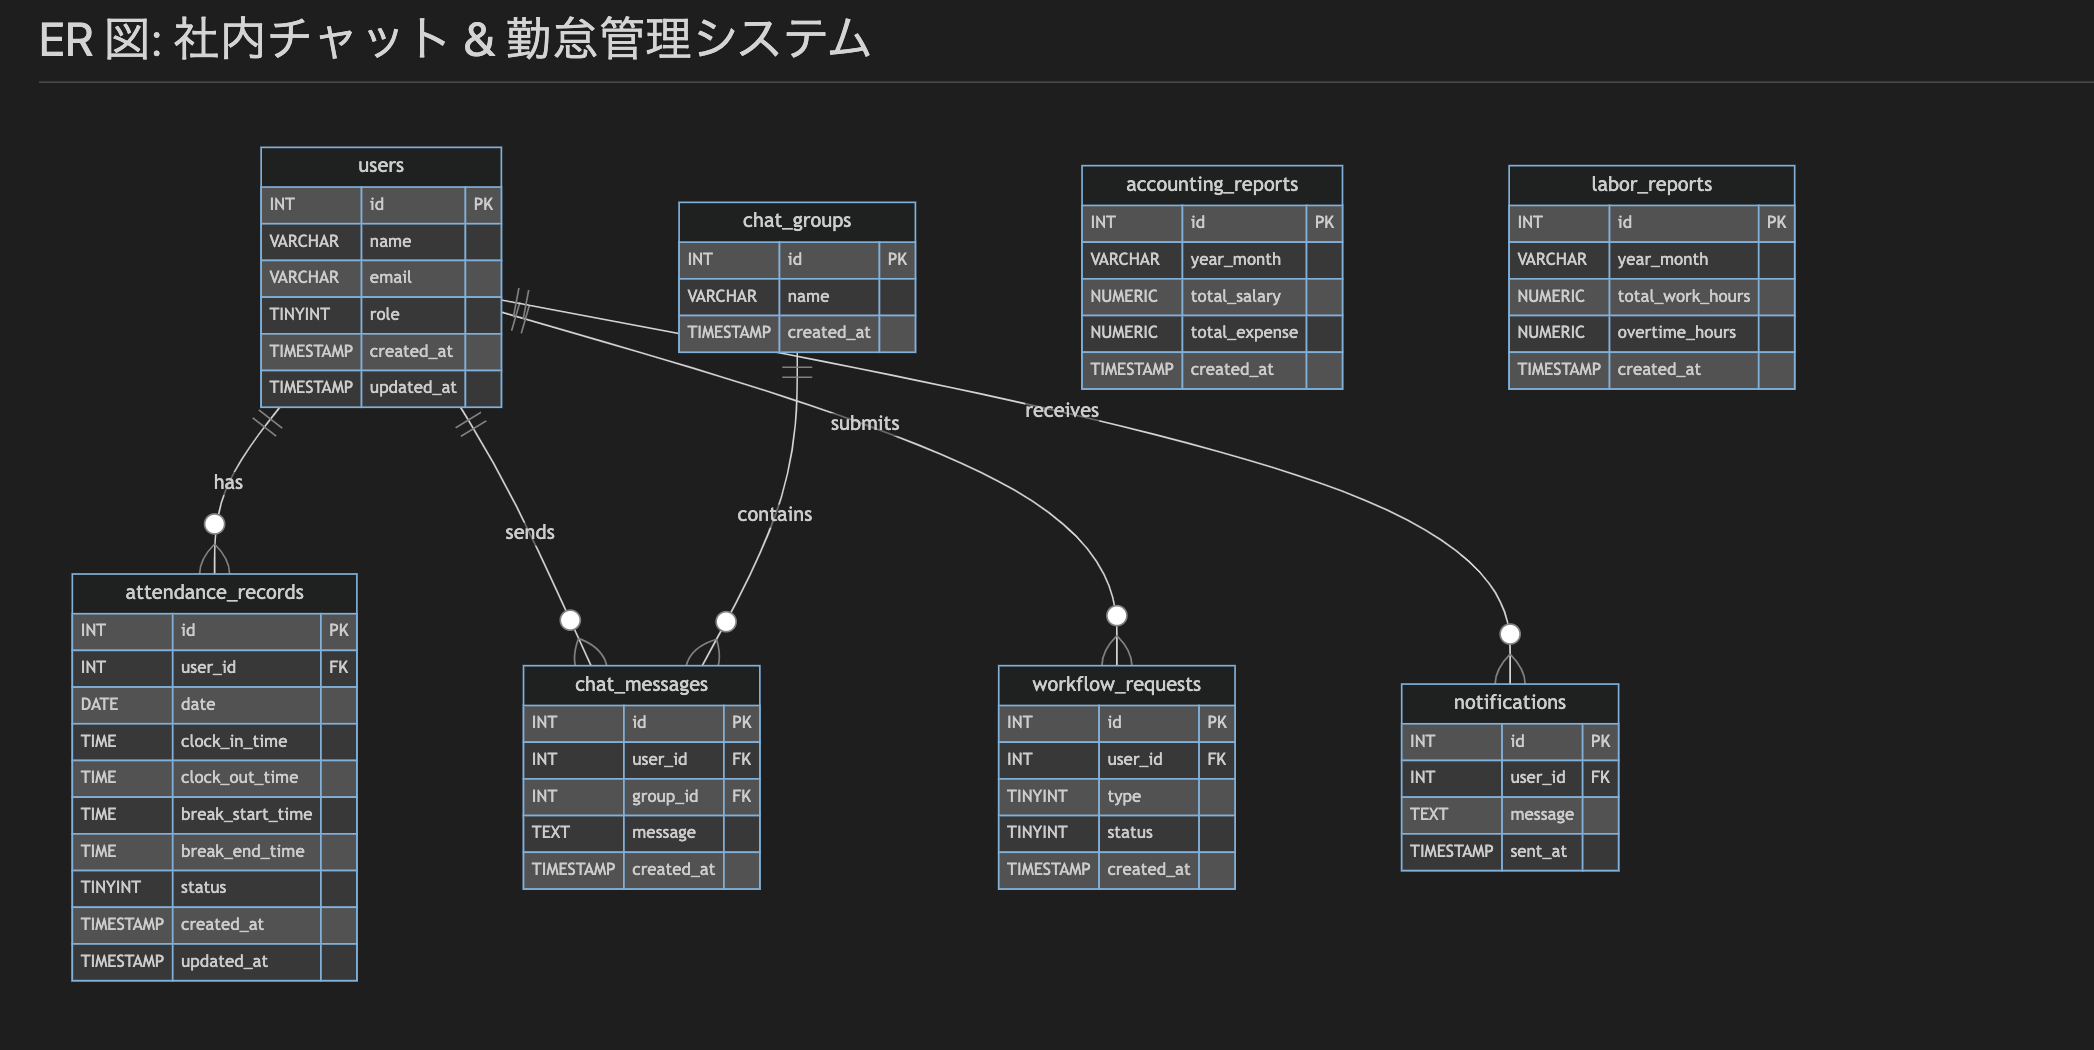 ER 図: 社内チャット & 勤怠管理システム
users
INT id PK
VARCHAR name
VARCHAR email
TINYINT role
TIMESTAMP created_at
TIMESTAMP updated_at
chat_groups
INT id PK
VARCHAR name
TIMESTAMP created_at
accounting_reports
INT id PK
VARCHAR year_month
NUMERIC total_salary
NUMERIC total_expense
TIMESTAMP created_at
labor_reports
INT id PK
VARCHAR year_month
NUMERIC total_work_hours
NUMERIC overtime_hours
TIMESTAMP created_at
has
sends
contains
submits
receives
attendance_records
INT id PK
INT user_id FK
DATE date
TIME clock_in_time
TIME clock_out_time
TIME break_start_time
TIME break_end_time
TINYINT status
TIMESTAMP created_at
TIMESTAMP updated_at
chat_messages
INT id PK
INT user_id FK
INT group_id FK
TEXT message
TIMESTAMP created_at
workflow_requests
INT id PK
INT user_id FK
TINYINT type
TINYINT status
TIMESTAMP created_at
notifications
INT id PK
INT user_id FK
TEXT message
TIMESTAMP sent_at